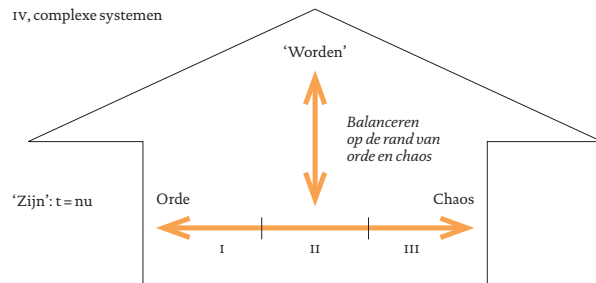 IV, complexe systemen
‘Worden’
Balanceren
op de rand van
orde en chaos
‘Zijn’: t = nu
Orde
Chaos
I
II
III